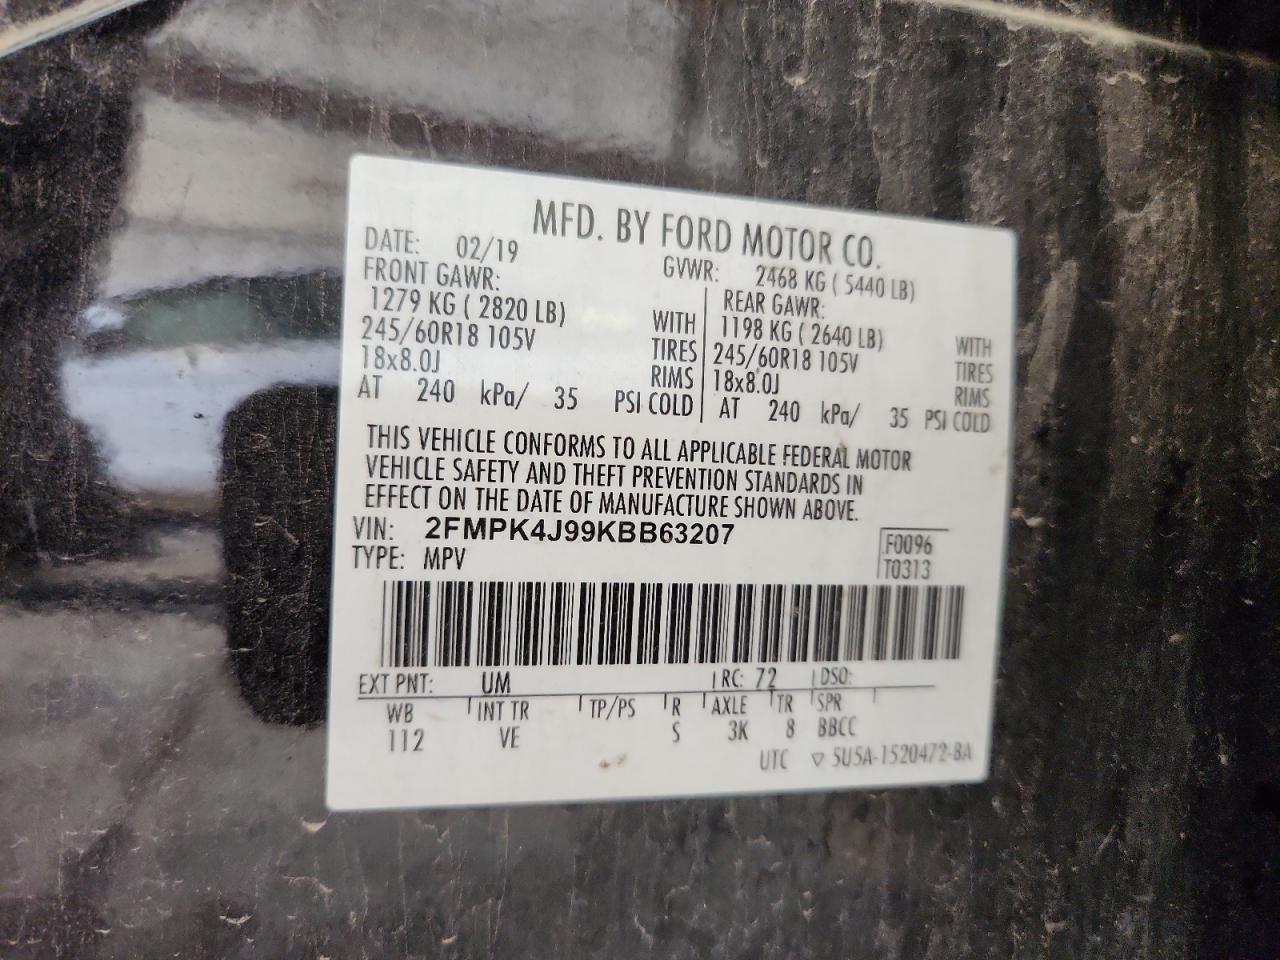 MFD. BY FORD MOTOR CO.
DATE: 02/19 GVWR: 2468 KG ( 5440 LB)
FRONT GAWR: REAR GAWR:
1279 KG ( 2820 LB) WITH 1198 KG ( 2640 LB) WITH
245/60R18 105V TIRES 245/60R18 105V TIRES
18x8.0J RIMS 18x8.0J RIMS
AT 240 kPa/ 35 PSI COLD AT 240 kPa/ 35 PSI COLD
THIS VEHICLE CONFORMS TO ALL APPLICABLE FEDERAL MOTOR
VEHICLE SAFETY AND THEFT PREVENTION STANDARDS IN
EFFECT ON THE DATE OF MANUFACTURE SHOWN ABOVE.
VIN: 2FMPK4J99KBB63207 F0096
TYPE: MPV T0313
EXT PNT: UM RC: 72 DSO:
WB INT TR TP/PS R AXLE TR SPR
112 VE S 3K 8 BBCC
UTC ▽ 5U5A-1520472-BA